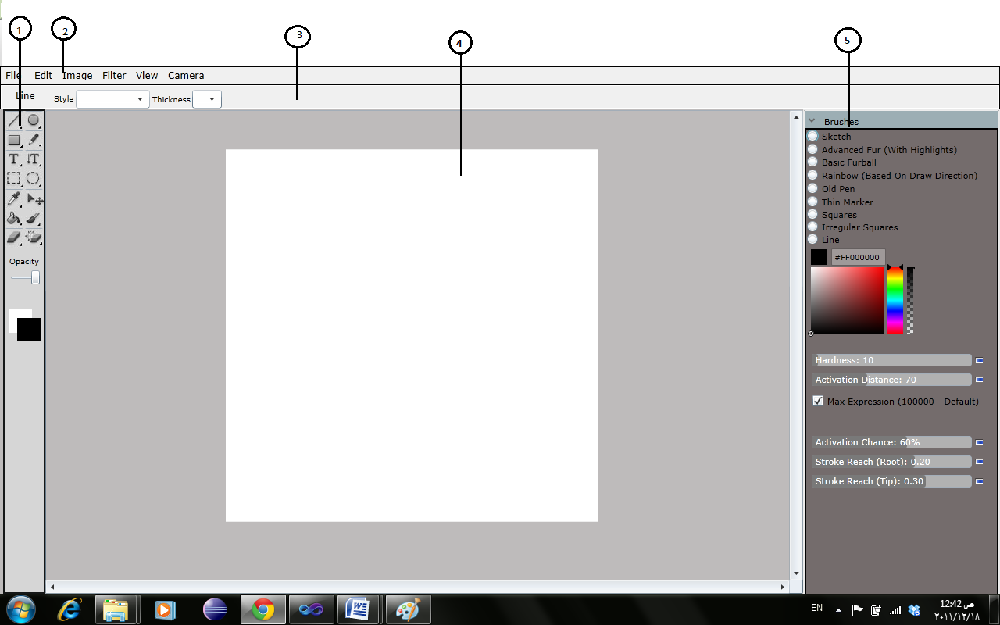 1 2 3 4 5
File Edit Image Filter View Camera
Line Style Thickness
T T
Opacity
Brushes
Sketch
Advanced Fur (With Highlights)
Basic Furball
Rainbow (Based On Draw Direction)
Old Pen
Thin Marker
Squares
Irregular Squares
Line
#FF000000
Hardness: 10
Activation Distance: 70
Max Expression (100000 - Default)
Activation Chance: 60%
Stroke Reach (Root): 0.20
Stroke Reach (Tip): 0.30
W
EN
12:42 ص
٢٠١١/١٢/١٨